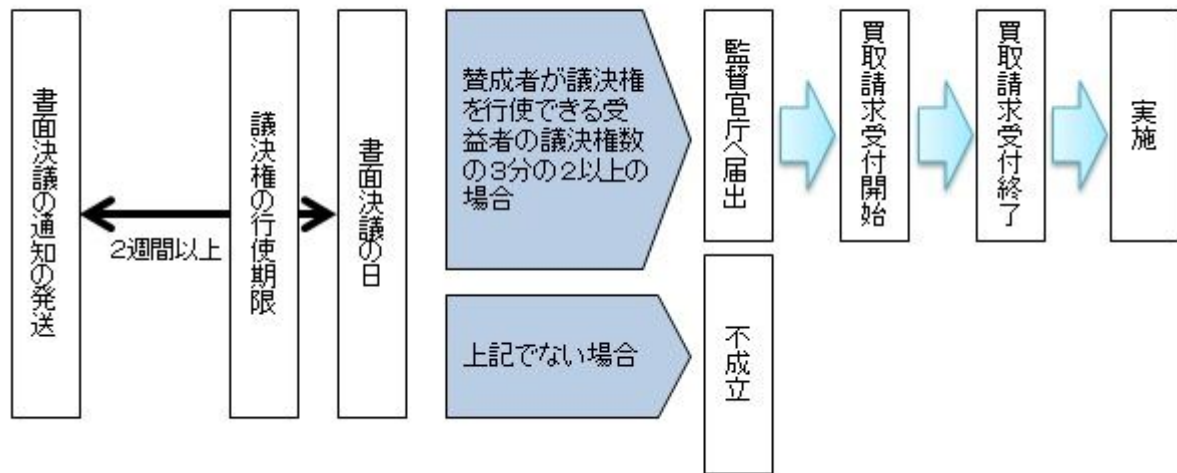 書面決議の通知の発送
2週間以上
議決権の行使期限
書面決議の日
賛成者が議決権
を行使できる受
益者の議決権数
の3分の2以上の
場合
監督官庁へ届出
買取請求受付開始
買取請求受付終了
実施
上記でない場合
不成立